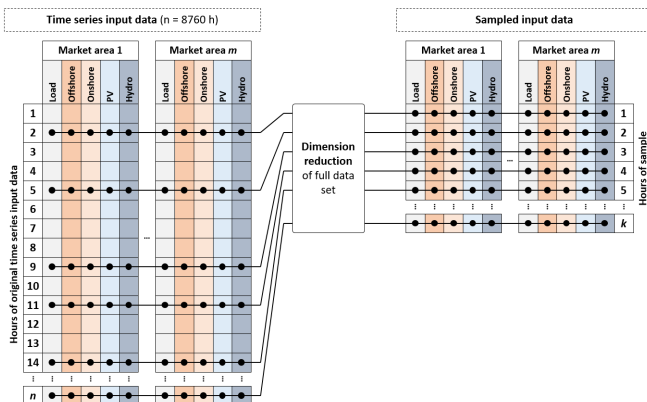 Time series input data (n = 8760 h)
Sampled input data
Market area 1
Market area m
Market area 1
Market area m
Load
Offshore
Onshore
PV
Hydro
Load
Offshore
Onshore
PV
Hydro
Load
Offshore
Onshore
PV
Hydro
Load
Offshore
Onshore
PV
Hydro
Hours of original time series input data
1
2
3
4
5
6
7
8
9
10
11
12
13
14
⋮
n
...
Dimension
reduction
of full data
set
...
1
2
3
4
5
⋮
k
Hours of sample